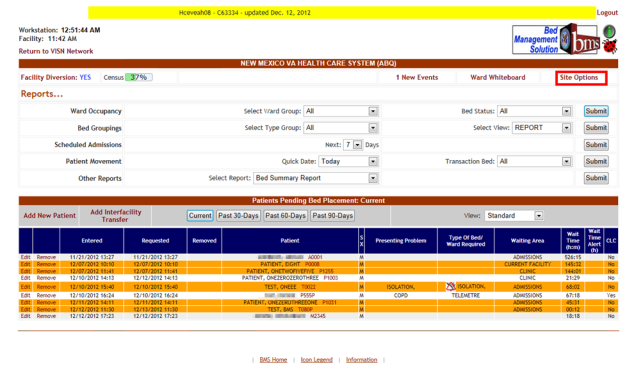 Hceveah08 - C63334 - updated Dec. 12, 2012
Logout
Workstation: 12:51:44 AM
Facility: 11:42 AM
Return to VISN Network
Bed
Management
Solution
bms
NEW MEXICO VA HEALTH CARE SYSTEM (ABQ)
Facility Diversion: YES Census 37% 1 New Events Ward Whiteboard Site Options
Reports...
Ward Occupancy Select Ward Group: All Bed Status: All Submit
Bed Groupings Select Type Group: All Select View: REPORT Submit
Scheduled Admissions Next: 7 Days Submit
Patient Movement Quick Date: Today Transaction Bed: All Submit
Other Reports Select Report: Bed Summary Report Submit
Patients Pending Bed Placement: Current
Add New Patient Add Interfacility Transfer Current Past 30-Days Past 60-Days Past 90-Days View: Standard
Entered Requested Removed Patient SX Presenting Problem Type Of Bed/ Ward Required Waiting Area Wait Time (h:m) Wait Time Alert (h) CLC
Edit Remove 11/21/2012 13:27 11/21/2012 13:27 A0001 M ADMISSIONS 526:15 No
Edit Remove 12/07/2012 10:10 12/07/2012 10:10 PATIENT, EIGHT P0008 M CURRENT FACILITY 145:32 No
Edit Remove 12/07/2012 11:41 12/07/2012 11:41 PATIENT, ONETWOFIVEFIVE P1255 M CLINIC 144:01 No
Edit Remove 12/10/2012 14:13 12/12/2012 14:13 PATIENT, ONEZEROZEROTHREE P1003 M CLINIC 21:29 No
Edit Remove 12/10/2012 15:40 12/10/2012 15:40 TEST, ONEEE T0022 M ISOLATION, ISOLATION, ADMISSIONS 68:02 No
Edit Remove 12/10/2012 16:24 12/10/2012 16:24 P555P M COPD TELEMETRE ADMISSIONS 67:18 Yes
Edit Remove 12/11/2012 14:11 12/11/2012 14:11 PATIENT, ONEZEROTHREEONE P1031 M ADMISSIONS 45:31 No
Edit Remove 12/12/2012 11:30 12/13/2012 11:30 TEST, BMS T080P M ADMISSIONS 00:12 No
Edit Remove 12/12/2012 17:23 12/12/2012 17:23 M2345 M 18:18 No
| BMS Home | Icon Legend | Information |